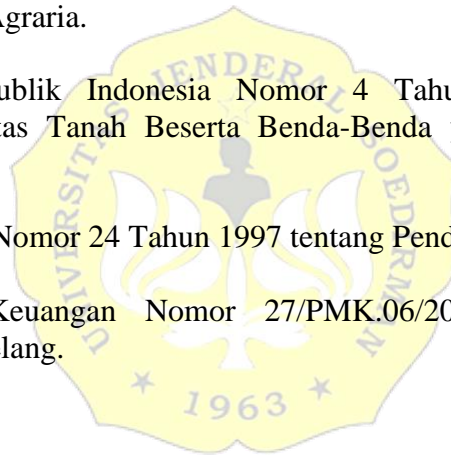 Agraria.
ublik Indonesia Nomor 4 Tahu
tas Tanah Beserta Benda-Benda
Nomor 24 Tahun 1997 tentang Pend
Keuangan Nomor 27/PMK.06/20
elang.
UNIVERSITAS JENDERAL SOEDIRMAN
1963